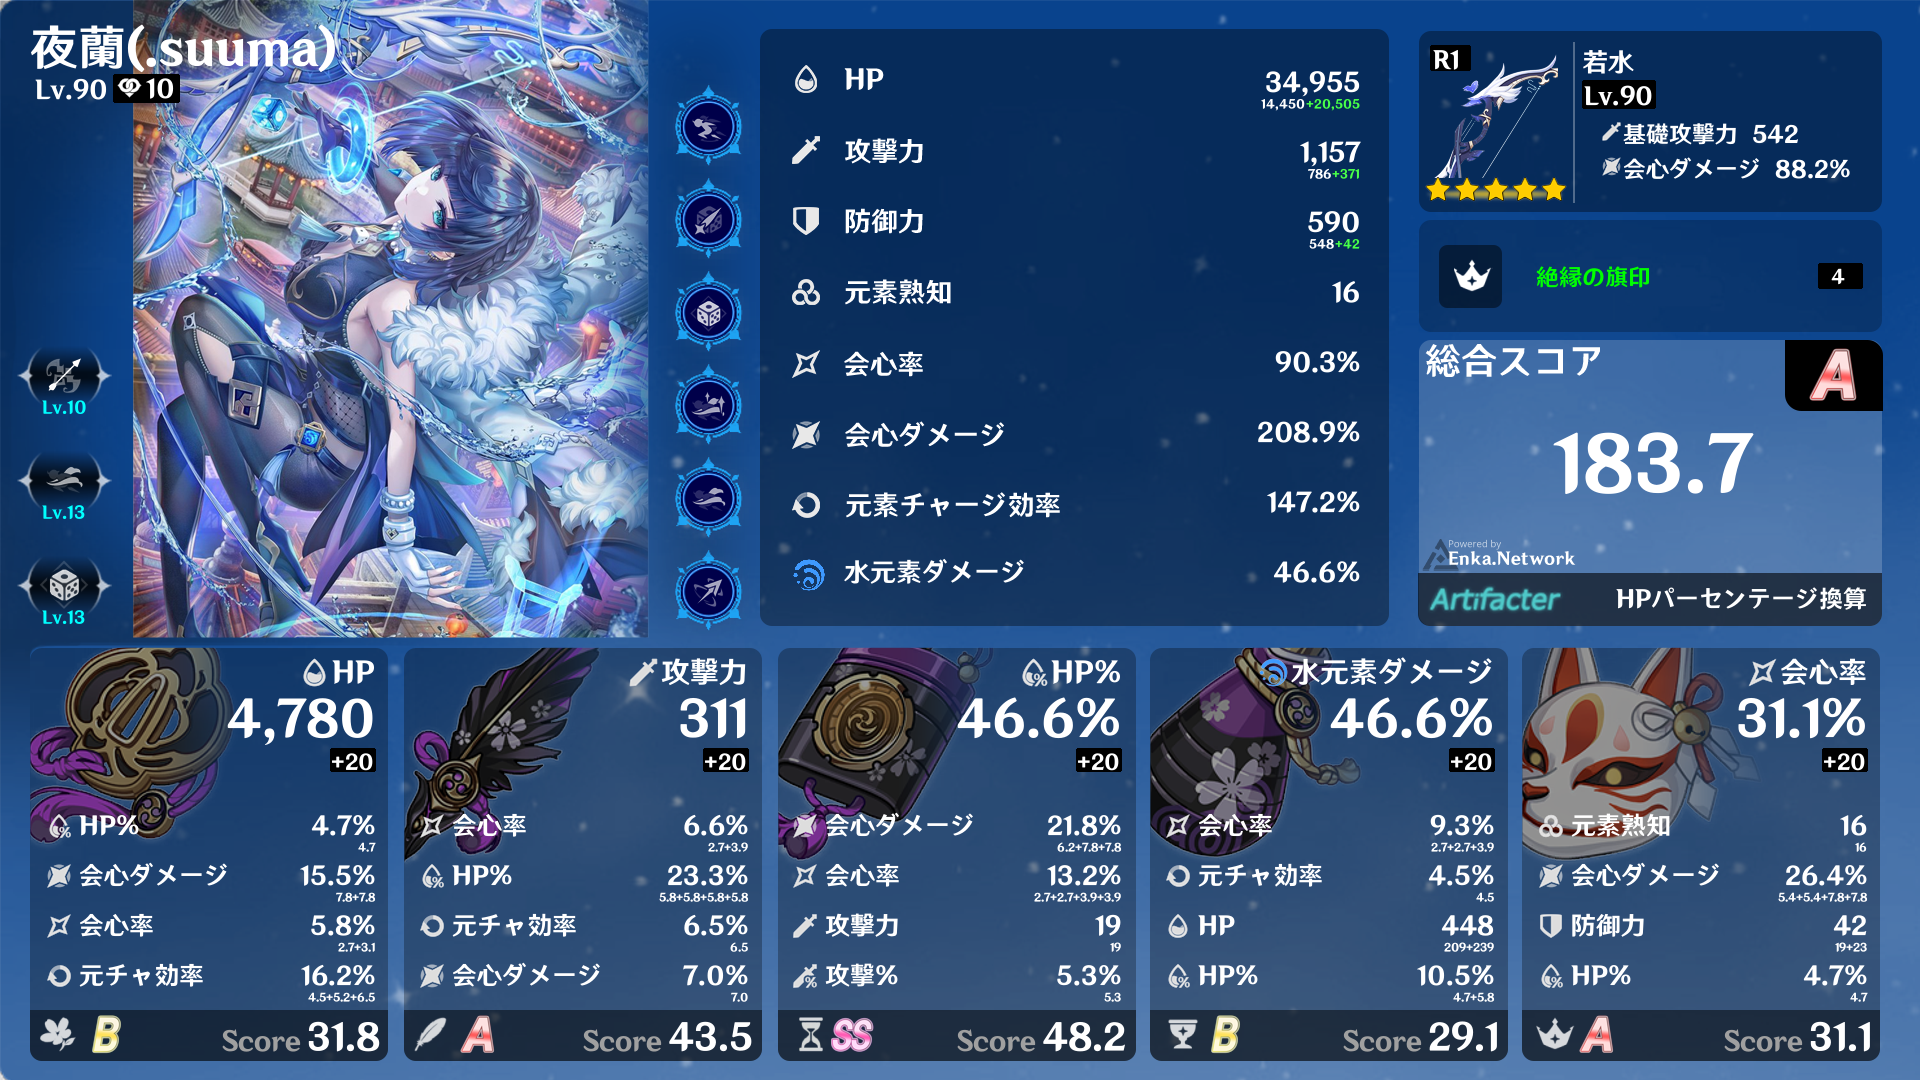 夜蘭(.suuma)
Lv.90 10
Lv.10
Lv.13
Lv.13
HP 34,955
14,450+20,505
攻撃力 1,157
786+371
防御力 590
548+42
元素熟知 16
会心率 90.3%
会心ダメージ 208.9%
元素チャージ効率 147.2%
水元素ダメージ 46.6%
R1
若水
Lv.90
基礎攻撃力 542
会心ダメージ 88.2%
絶縁の旗印 4
総合スコア A
183.7
Powered by
Enka.Network
Artifacter HPパーセンテージ換算
HP
4,780
+20
HP% 4.7%
4.7
会心ダメージ 15.5%
7.8+7.8
会心率 5.8%
2.7+3.1
元チャ効率 16.2%
4.5+5.2+6.5
B Score 31.8
攻撃力
311
+20
会心率 6.6%
2.7+3.9
HP% 23.3%
5.8+5.8+5.8+5.8
元チャ効率 6.5%
6.5
会心ダメージ 7.0%
7.0
A Score 43.5
HP%
46.6%
+20
会心ダメージ 21.8%
6.2+7.8+7.8
会心率 13.2%
2.7+2.7+3.9+3.9
攻撃力 19
19
攻撃% 5.3%
5.3
SS Score 48.2
水元素ダメージ
46.6%
+20
会心率 9.3%
2.7+2.7+3.9
元チャ効率 4.5%
4.5
HP 448
209+239
HP% 10.5%
4.7+5.8
B Score 29.1
会心率
31.1%
+20
元素熟知 16
16
会心ダメージ 26.4%
5.4+5.4+7.8+7.8
防御力 42
19+23
HP% 4.7%
4.7
A Score 31.1